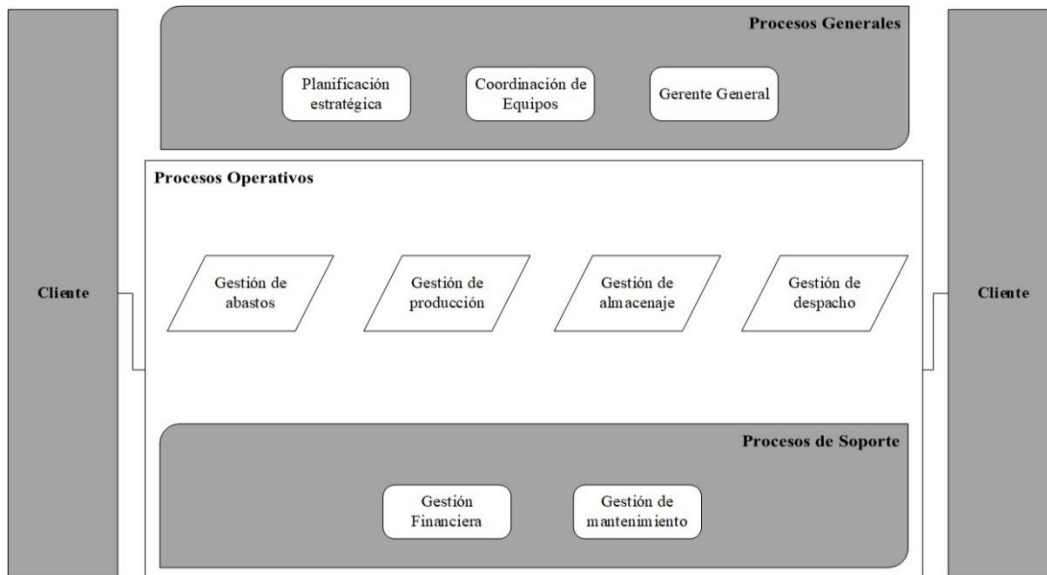 Procesos Generales
Planificación
estratégica
Coordinación de
Equipos
Gerente General
Procesos Operativos
Cliente
Gestión de
abastos
Gestión de
producción
Gestión de
almacenaje
Gestión de
despacho
Cliente
Procesos de Soporte
Gestión
Financiera
Gestión de
mantenimiento